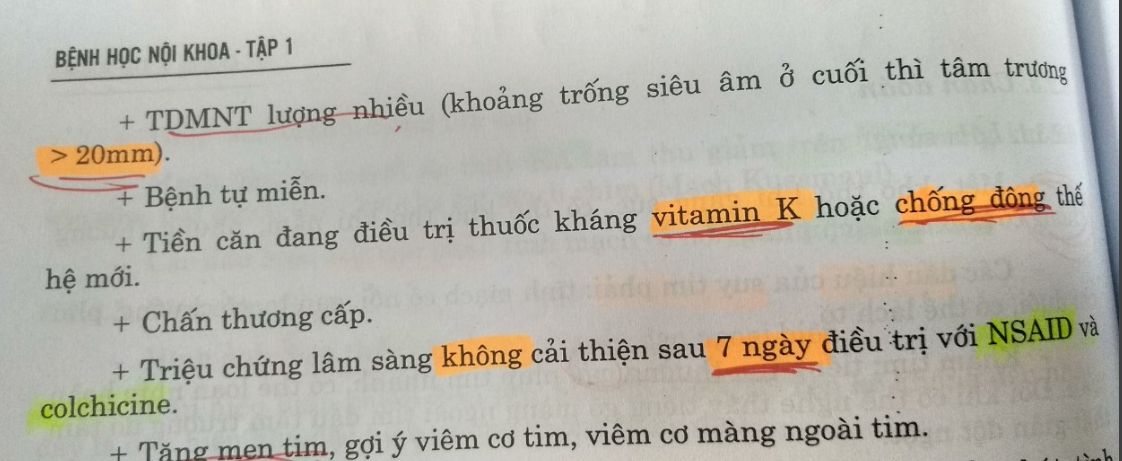 BỆNH HỌC NỘI KHOA - TẬP 1
+ TDMNT lượng nhiều (khoảng trống siêu âm ở cuối thì tâm trương
> 20mm).
+ Bệnh tự miễn.
+ Tiền căn đang điều trị thuốc kháng vitamin K hoặc chống đông thế
hệ mới.
+ Chấn thương cấp.
+ Triệu chứng lâm sàng không cải thiện sau 7 ngày điều trị với NSAID và
colchicine.
+ Tăng men tim, gợi ý viêm cơ tim, viêm cơ màng ngoài tim.